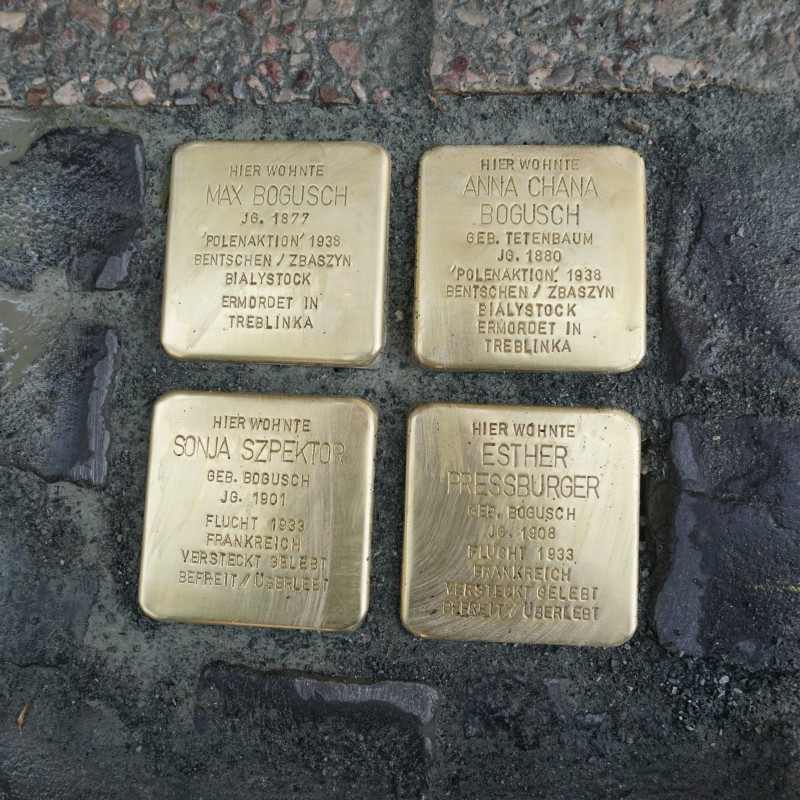 HIER WOHNTE
MAX BOGUSCH
JG. 1877
'POLENAKTION' 1938
BENTSCHEN / ZBASZYN
BIALYSTOCK
ERMORDET IN
TREBLINKA
HIER WOHNTE
ANNA CHANA
BOGUSCH
GEB. TETENBAUM
JG. 1880
'POLENAKTION' 1938
BENTSCHEN / ZBASZYN
BIALYSTOCK
ERMORDET IN
TREBLINKA
HIER WOHNTE
SONJA SZPEKTOR
GEB. BOGUSCH
JG. 1901
FLUCHT 1933
FRANKREICH
VERSTECKT GELEBT
BEFREIT / ÜBERLEBT
HIER WOHNTE
ESTHER
PRESSBURGER
GEB. BOGUSCH
JG. 1908
FLUCHT 1933
FRANKREICH
VERSTECKT GELEBT
BEFREIT / ÜBERLEBT